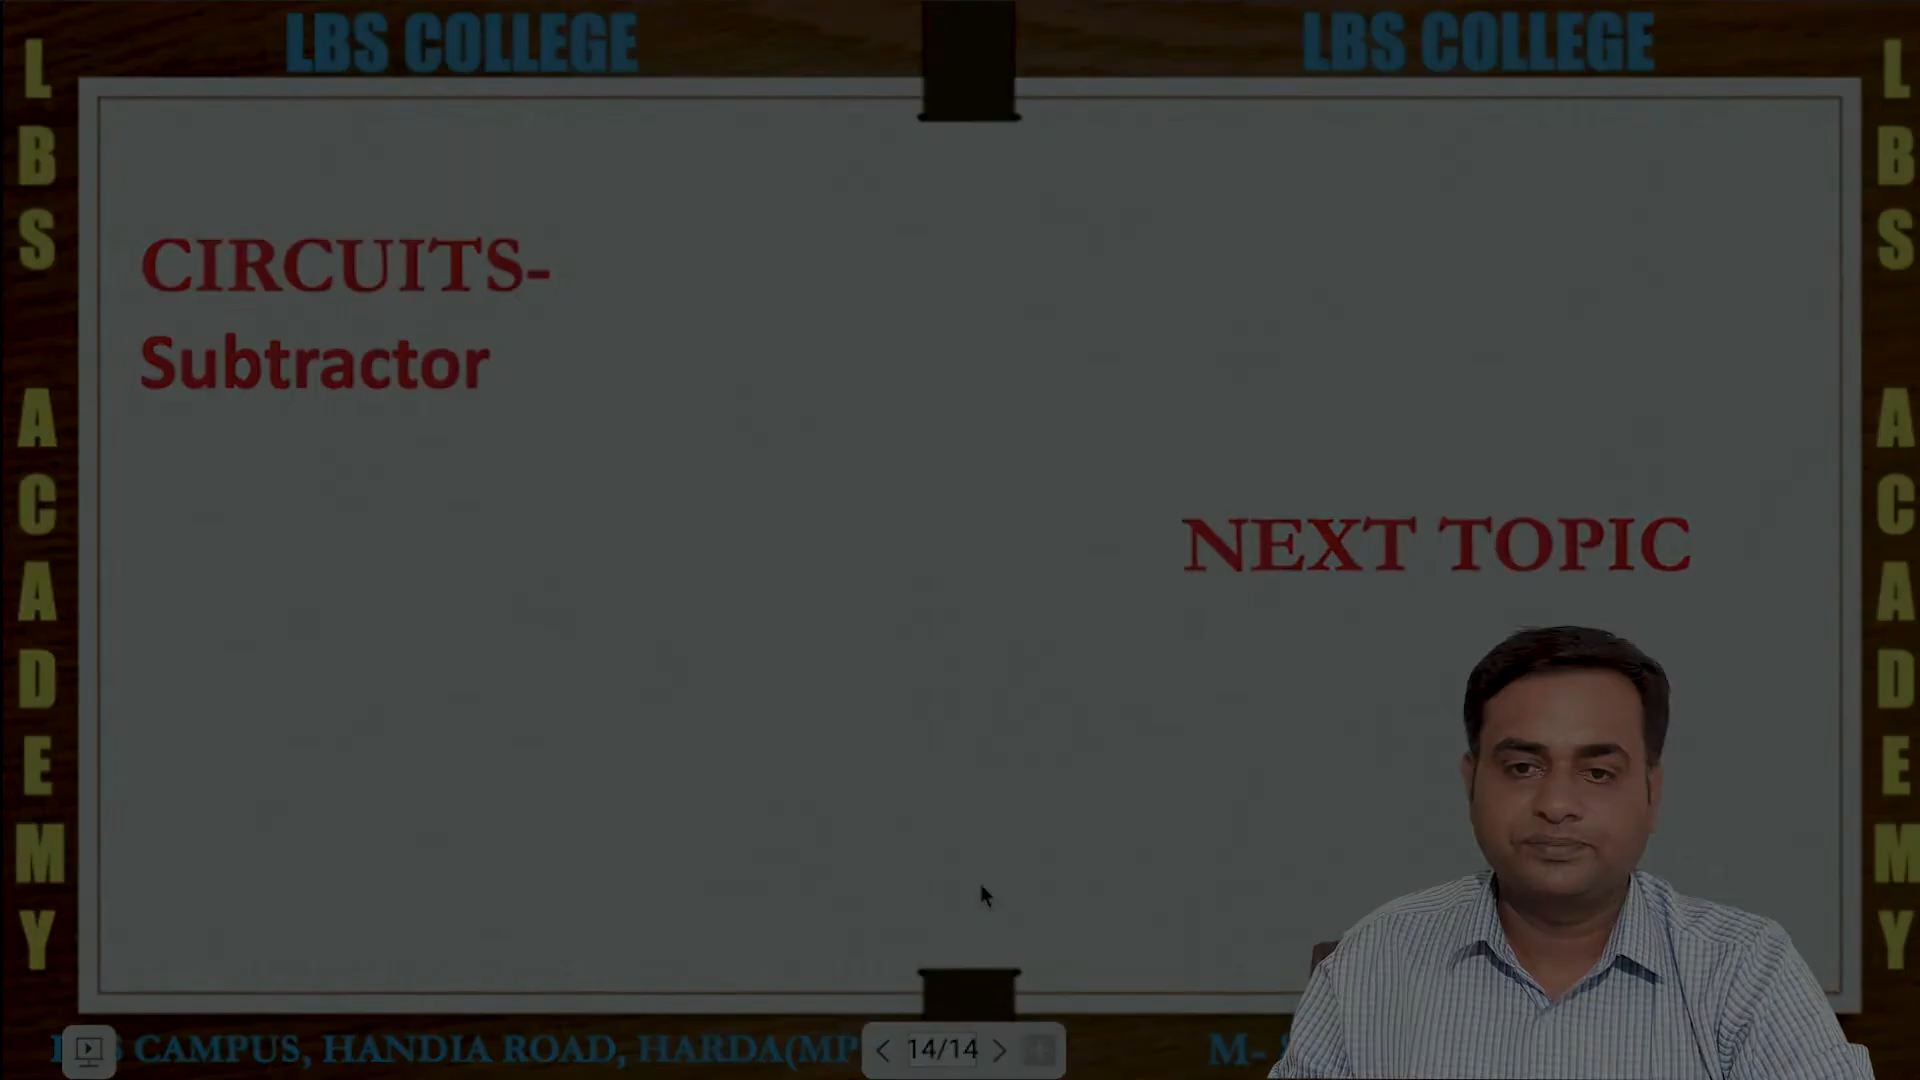 LBS COLLEGE
LBS COLLEGE
LBS ACADEMY
LBS ACADEMY
CIRCUITS-
Subtractor
NEXT TOPIC
CAMPUS, HANDIA ROAD, HARDA(MP
14/14
M-